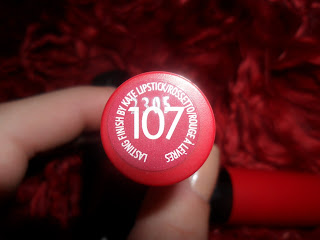 LASTING FINISH BY KATE LIPSTICK/ROSSETTO/ROUGE À LÈVRES
107